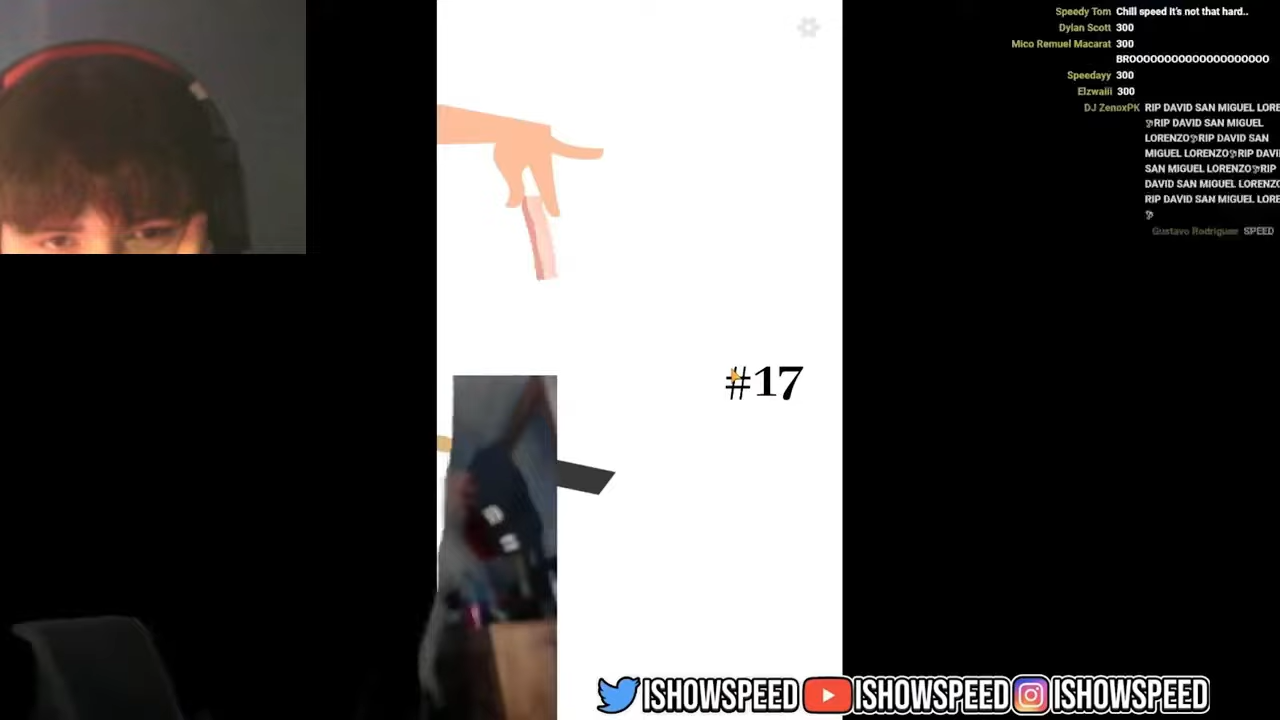 Speedy Tom Chill speed it's not that hard..
Dylan Scott 300
Mico Remuel Macarat 300
BROOOOOOOOGOOOOOOOOOOO
Speedayy 300
Elzwaiii 300
DJ ZenoxPK RIP DAVID SAN MIGUEL LORE
RIP DAVID SAN MIGUEL
LORENZO RIP DAVID SAN
MIGUEL LORENZO RIP DAVI
SAN MIGUEL LORENZO RIP
DAVID SAN MIGUEL LORENZO
RIP DAVID SAN MIGUEL LORE
Gustavo Rodriguez SPEED
#17
ISHOWSPEED ISHOWSPEED ISHOWSPEED